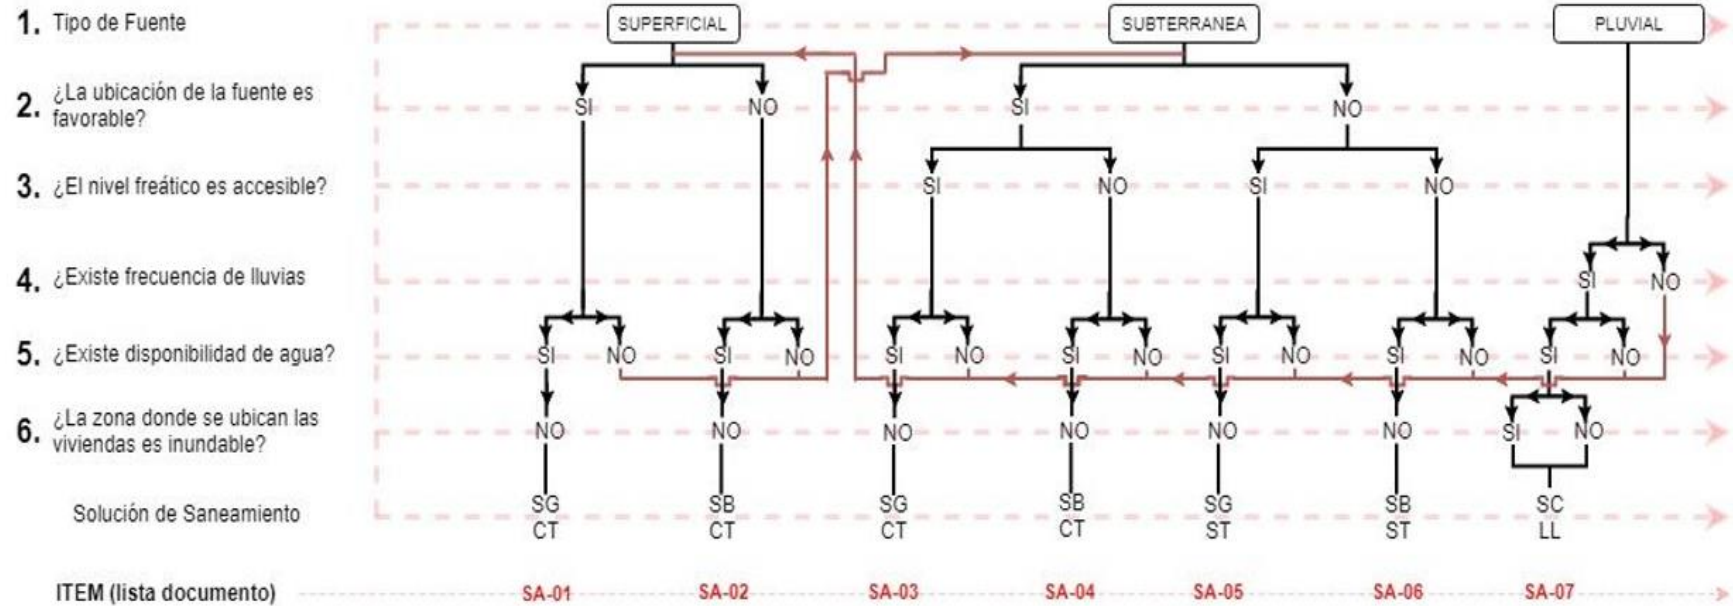 1. Tipo de Fuente SUPERFICIAL SUBTERRANEA PLUVIAL
2. ¿La ubicación de la fuente es
favorable?
SI NO SI NO
3. ¿El nivel freático es accesible? SI NO SI NO
4. ¿Existe frecuencia de lluvias SI NO
5. ¿Existe disponibilidad de agua? SI NO SI NO SI NO SI NO SI NO SI NO SI NO
6. ¿La zona donde se ubican las
viviendas es inundable?
NO NO NO NO NO NO SI NO
Solución de Saneamiento
SG SB SG SB SG SB SC
CT CT CT CT ST ST LL
ITEM (lista documento) SA-01 SA-02 SA-03 SA-04 SA-05 SA-06 SA-07